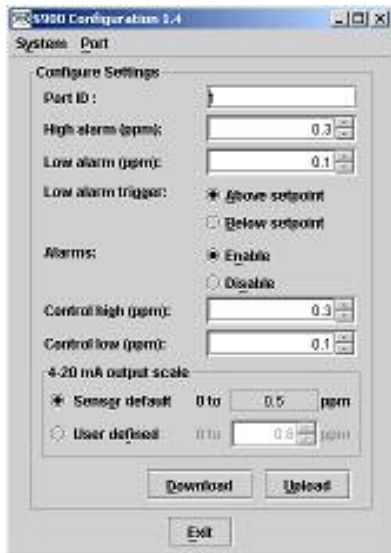 S900 Configuration 1.4
System Port
Configure Settings
Port ID : 1
High alarm (ppm): 0.3
Low alarm (ppm): 0.1
Low alarm trigger: Above setpoint
Below setpoint
Alarms: Enable
Disable
Control high (ppm): 0.3
Control low (ppm): 0.1
4-20 mA output scale
Sensor default 0 to 0.5 ppm
User defined 0 to ppm
Download Upload
Exit